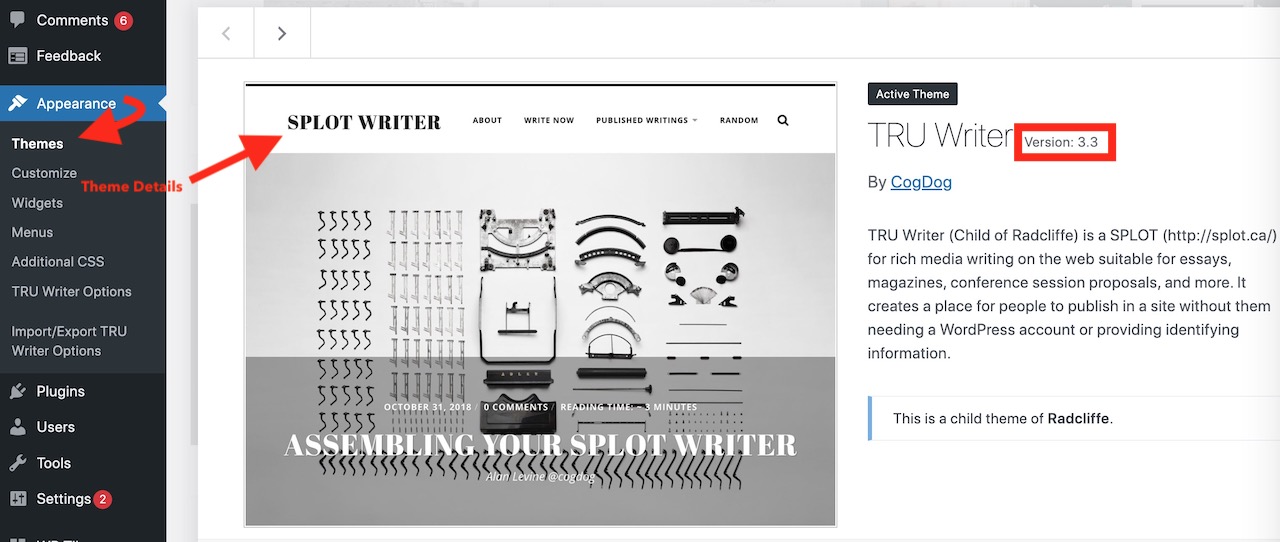 Comments 6
Feedback
Appearance
Themes
Customize
Widgets
Menus
Additional CSS
TRU Writer Options
Import/Export TRU
Writer Options
Plugins
Users
Tools
Settings 2
Theme Details
SPLOT WRITER
ABOUT WRITE NOW PUBLISHED WRITINGS RANDOM
OCTOBER 31, 2018 / 0 COMMENTS / READING TIME: ~ 3 MINUTES
ASSEMBLING YOUR SPLOT WRITER
Alan Levine @cogdog
Active Theme
TRU Writer Version: 3.3
By CogDog
TRU Writer (Child of Radcliffe) is a SPLOT (http://splot.ca/)
for rich media writing on the web suitable for essays,
magazines, conference session proposals, and more. It
creates a place for people to publish in a site without them
needing a WordPress account or providing identifying
information.
This is a child theme of Radcliffe.